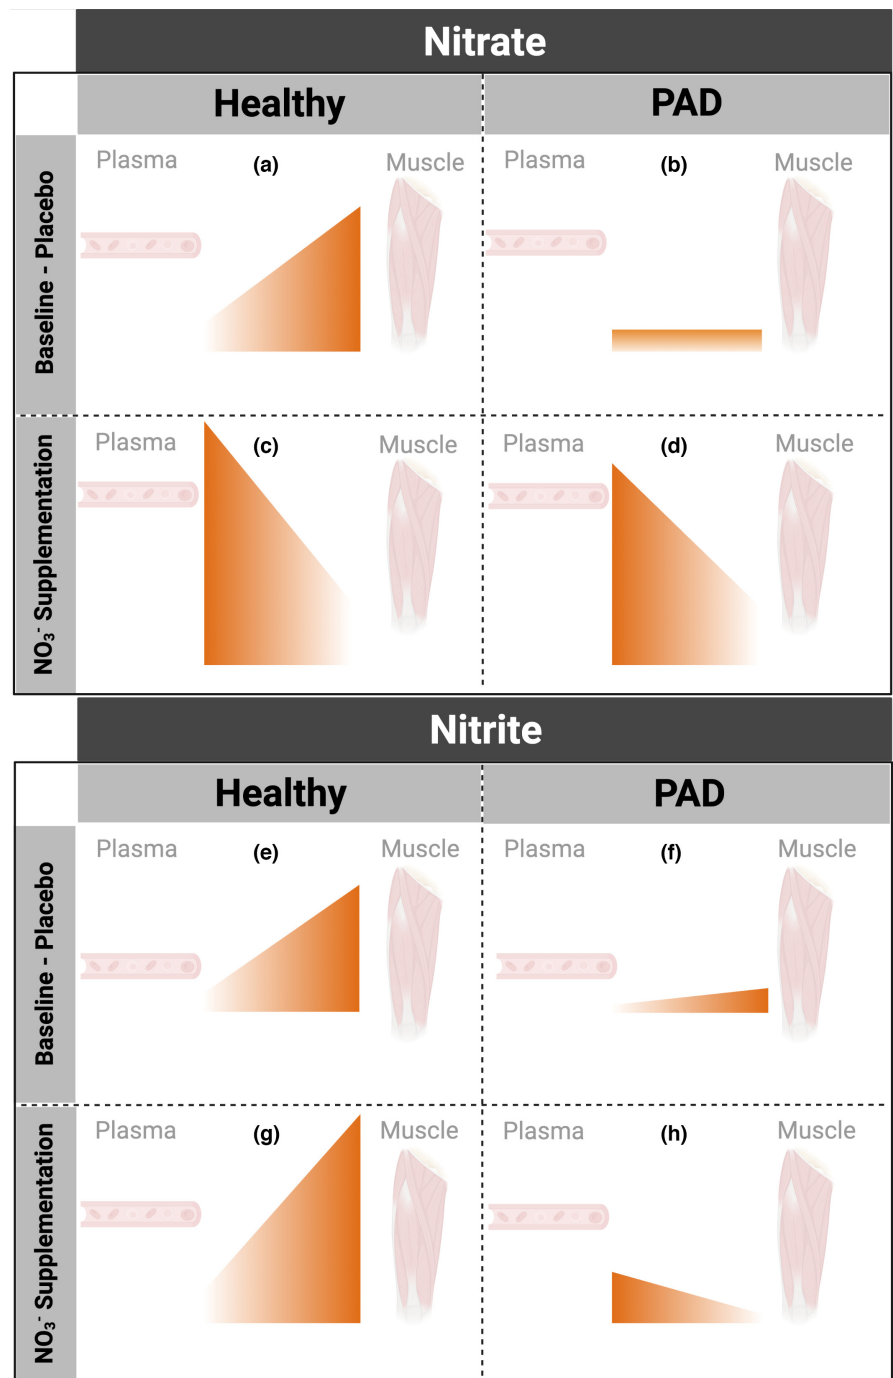 Nitrate
Healthy PAD
Baseline - Placebo
Plasma (a) Muscle
Plasma (b) Muscle
NO₃⁻ Supplementation
Plasma (c) Muscle
Plasma (d) Muscle
Nitrite
Healthy PAD
Baseline - Placebo
Plasma (e) Muscle
Plasma (f) Muscle
NO₃⁻ Supplementation
Plasma (g) Muscle
Plasma (h) Muscle